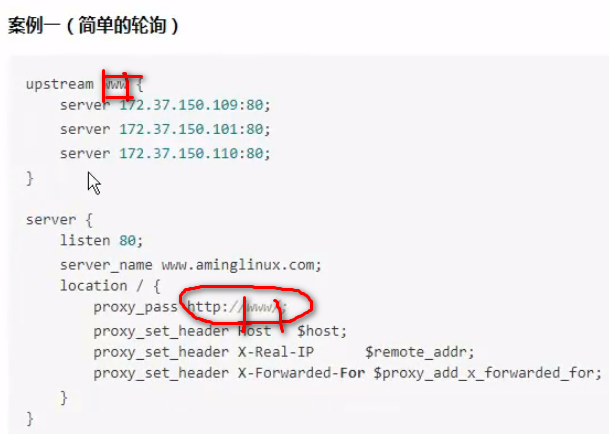 案例一（简单的轮询）
upstream www {
server 172.37.150.109:80;
server 172.37.150.101:80;
server 172.37.150.110:80;
}
server {
listen 80;
server_name www.aminglinux.com;
location / {
proxy_pass http://www/;
proxy_set_header Host $host;
proxy_set_header X-Real-IP $remote_addr;
proxy_set_header X-Forwarded-For $proxy_add_x_forwarded_for;
}
}